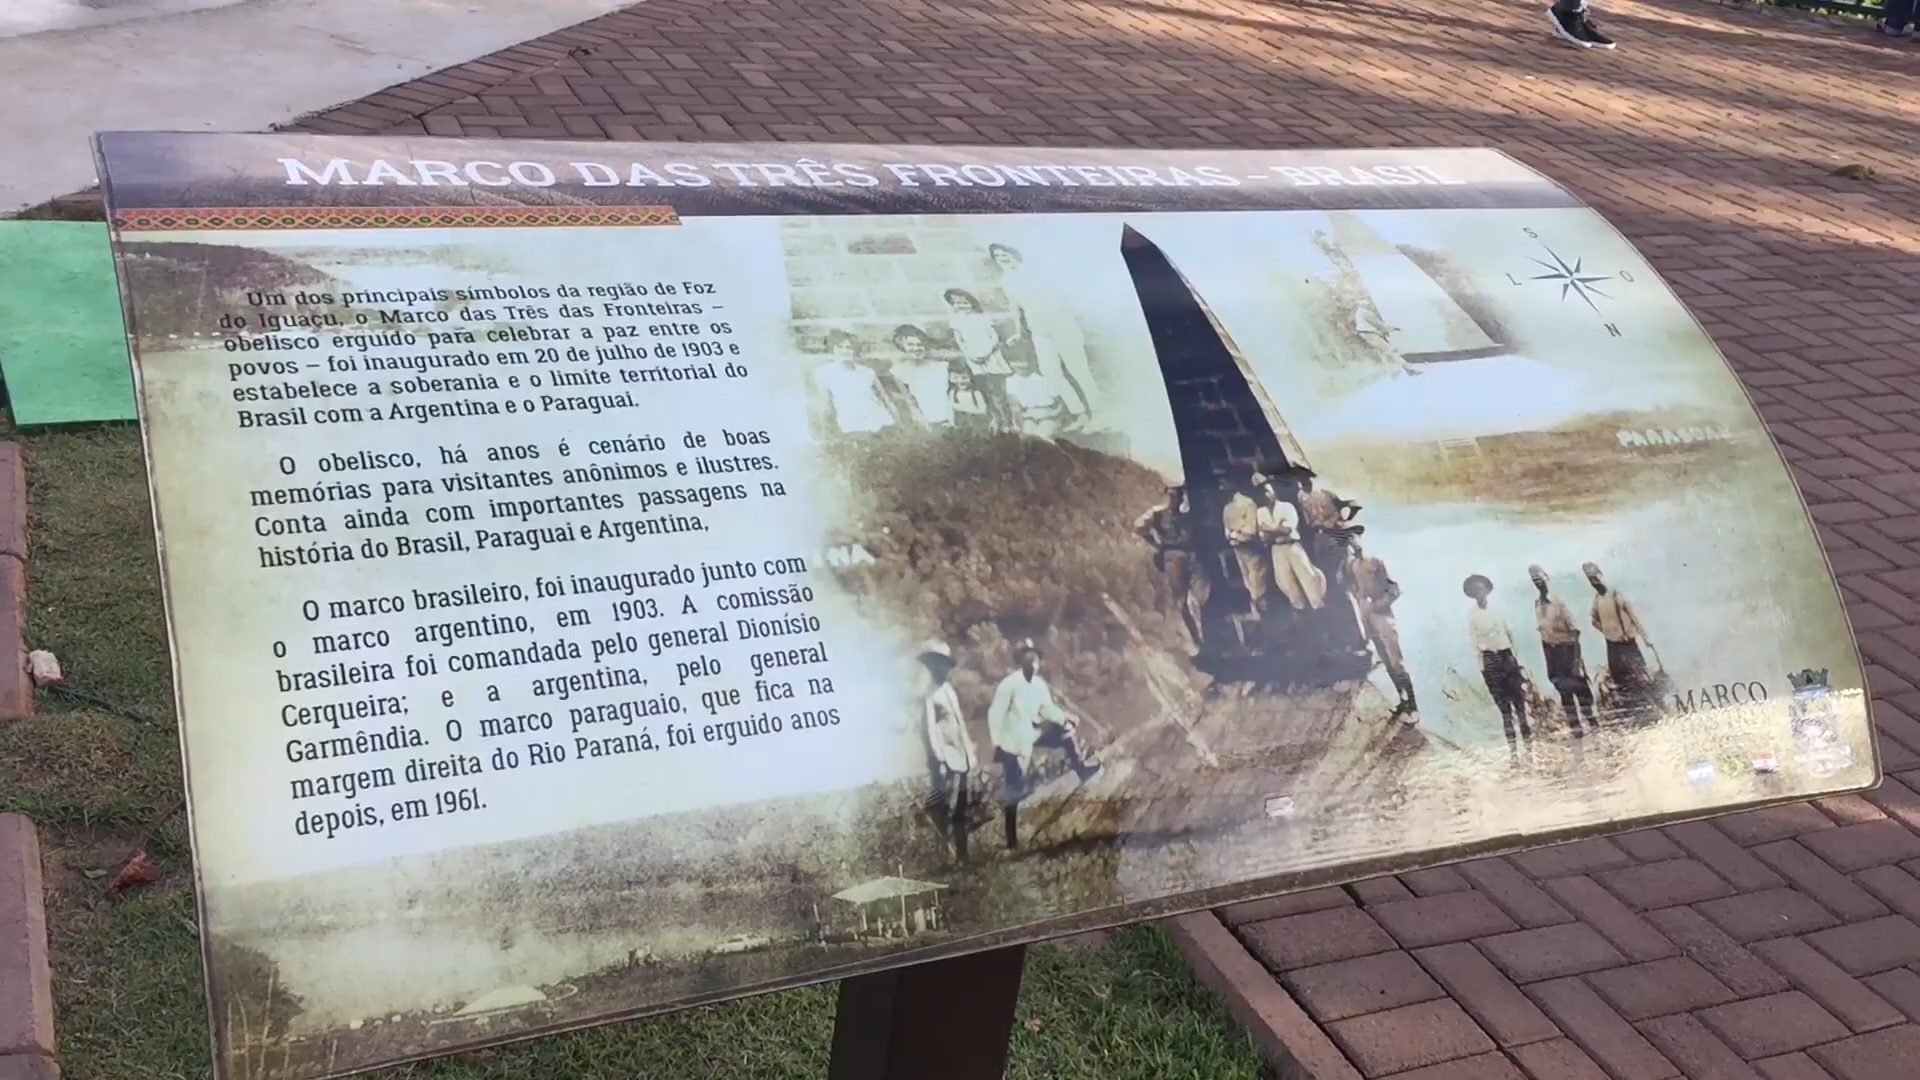 MARCO DAS TRÊS FRONTEIRAS - BRASIL
Um dos principais símbolos da região de Foz
do Iguaçu, o Marco das Três das Fronteiras –
obelisco erguido para celebrar a paz entre os
povos – foi inaugurado em 20 de julho de 1903 e
estabelece a soberania e o limite territorial do
Brasil com a Argentina e o Paraguai.
O obelisco, há anos é cenário de boas
memórias para visitantes anônimos e ilustres.
Conta ainda com importantes passagens na
história do Brasil, Paraguai e Argentina,
O marco brasileiro, foi inaugurado junto com
o marco argentino, em 1903. A comissão
brasileira foi comandada pelo general Dionísio
Cerqueira; e a argentina, pelo general
Garmêndia. O marco paraguaio, que fica na
margem direita do Rio Paraná, foi erguido anos
depois, em 1961.
S
L O
N
PARAGUAY
MARCO